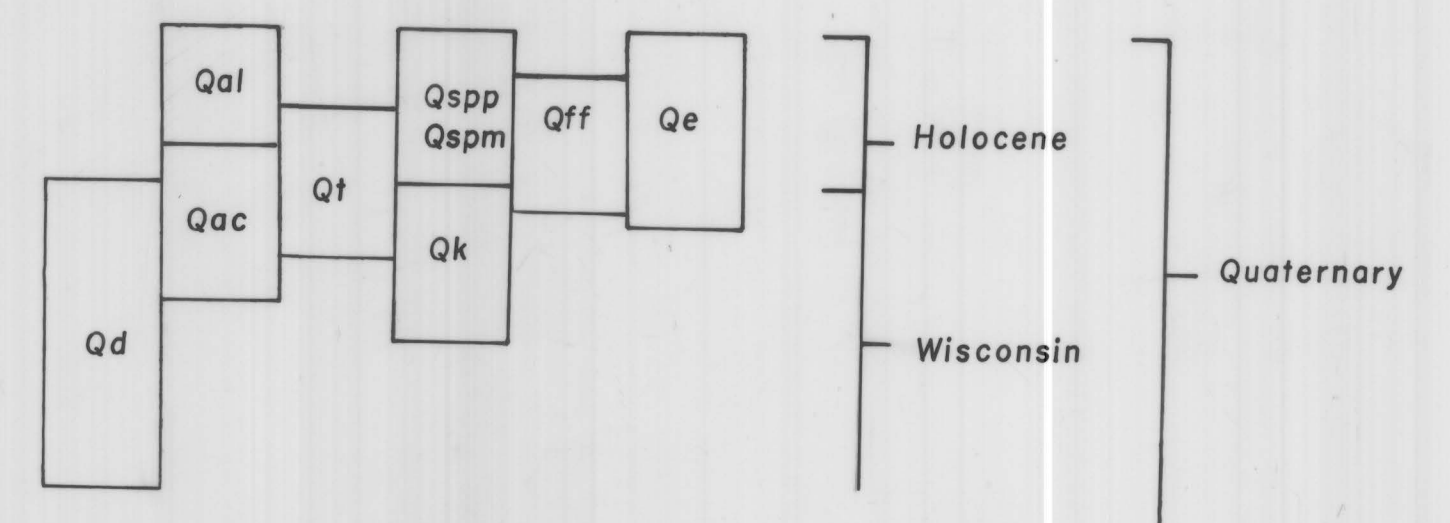 Qal
Qspp
Qspm
Qff
Qe
Holocene
Qt
Qac
Qk
Quaternary
Qd
Wisconsin